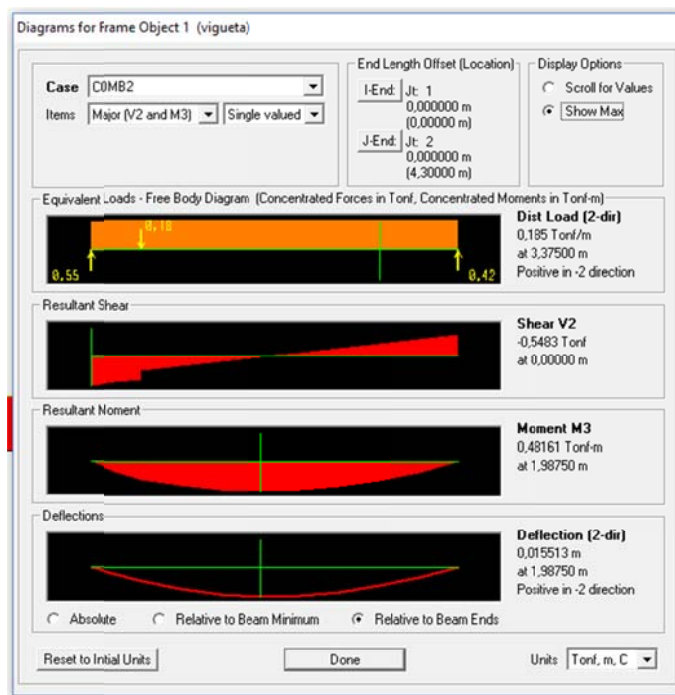 Diagrams for Frame Object 1 (vigueta)
Case COMB2
Items Major (V2 and M3) Single valued
End Length Offset (Location)
I-End: Jt: 1
0,000000 m
(0,00000 m)
J-End: Jt: 2
0,000000 m
(4,30000 m)
Display Options
Scroll for Values
Show Max
Equivalent Loads - Free Body Diagram (Concentrated Forces in Tonf, Concentrated Moments in Tonf-m)
0,18
0,55
0,42
Dist Load (2-dir)
0,185 Tonf/m
at 3,37500 m
Positive in -2 direction
Resultant Shear
Shear V2
-0,5483 Tonf
at 0,00000 m
Resultant Moment
Moment M3
0,48161 Tonf-m
at 1,98750 m
Deflections
Deflection (2-dir)
0,015513 m
at 1,98750 m
Positive in -2 direction
Absolute Relative to Beam Minimum Relative to Beam Ends
Reset to Intial Units Done Units Tonf, m, C